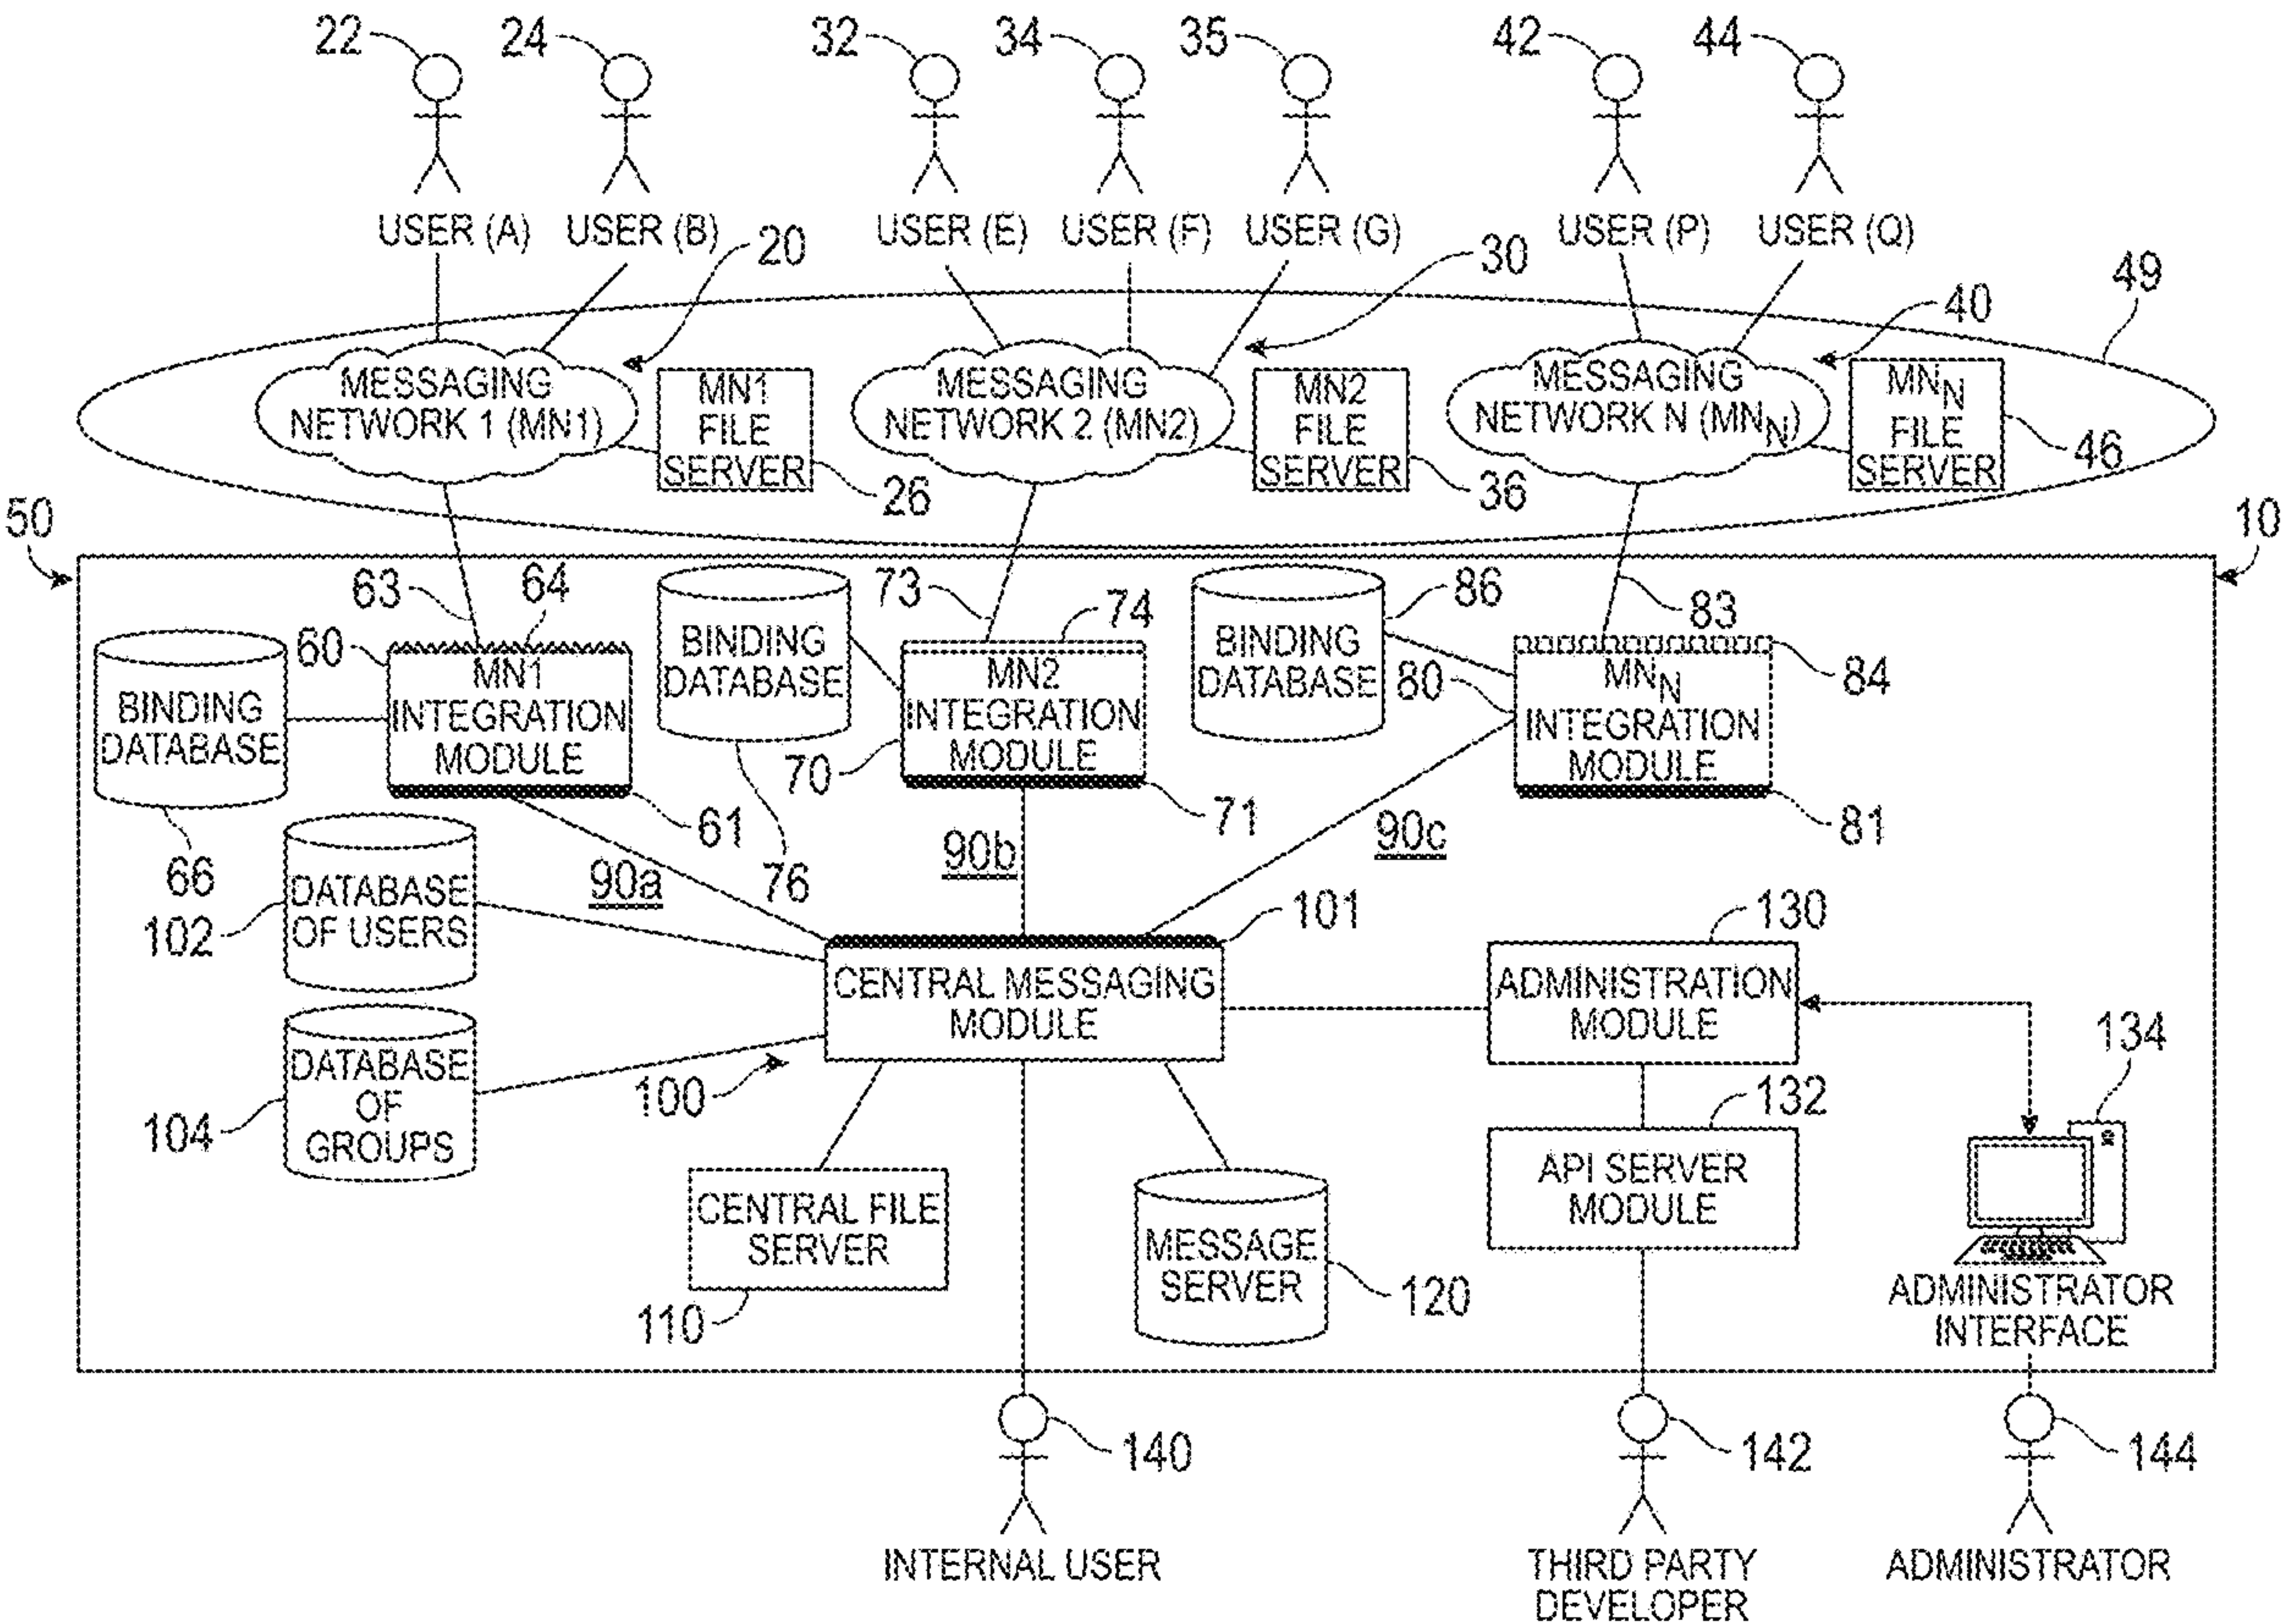 22
24
32
34
35
42
44
USER (A)
USER (B)
USER (E)
USER (F)
USER (G)
USER (P)
USER (Q)
20
30
40
49
MESSAGING
NETWORK 1 (MN1)
MN1
FILE
SERVER
26
MESSAGING
NETWORK 2 (MN2)
MN2
FILE
SERVER
36
MESSAGING
NETWORK N (MNN)
MNN
FILE
SERVER
46
50
10
63
64
73
74
86
83
84
60
BINDING
DATABASE
66
MN1
INTEGRATION
MODULE
61
BINDING
DATABASE
76
70
MN2
INTEGRATION
MODULE
71
BINDING
DATABASE
80
MNN
INTEGRATION
MODULE
81
90a
90b
90c
102
DATABASE
OF USERS
101
CENTRAL MESSAGING
MODULE
100
130
ADMINISTRATION
MODULE
134
104
DATABASE
OF
GROUPS
132
API SERVER
MODULE
CENTRAL FILE
SERVER
110
MESSAGE
SERVER
120
ADMINISTRATOR
INTERFACE
140
142
144
INTERNAL USER
THIRD PARTY
DEVELOPER
ADMINISTRATOR